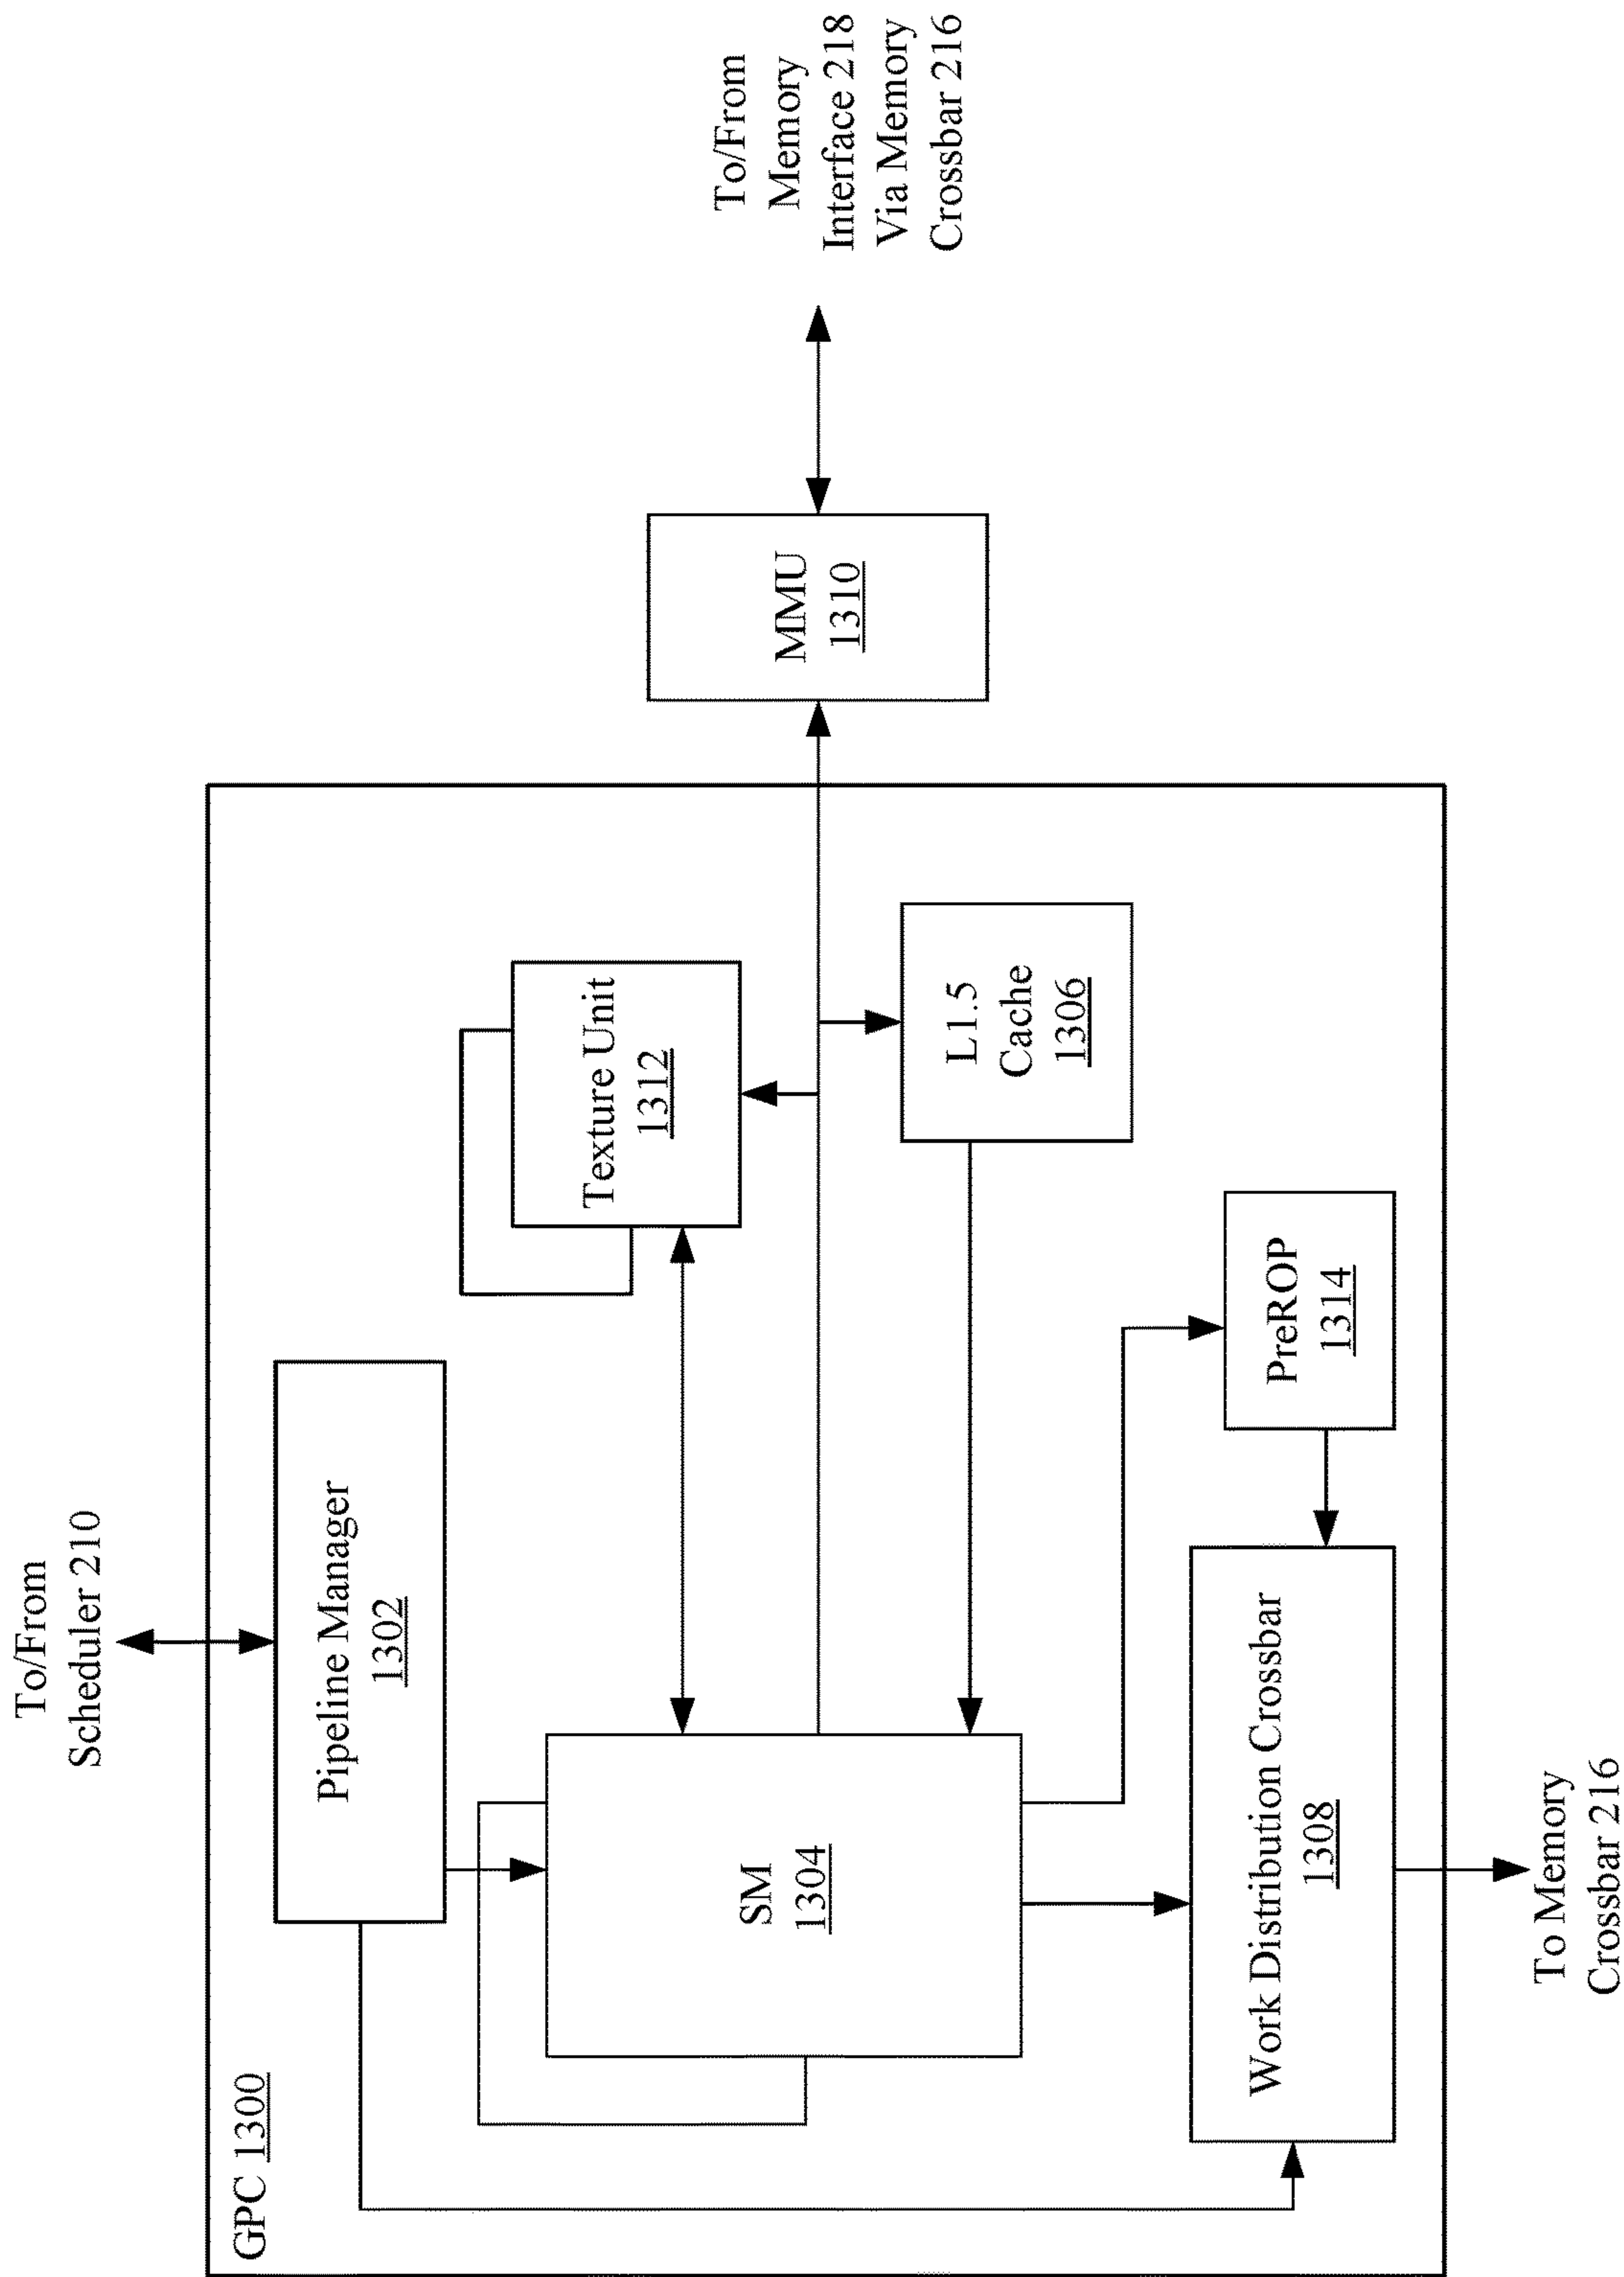 To/From
Scheduler 210
GPC 1300
Pipeline Manager
1302
Texture Unit
1312
SM
1304
MMU
1310
To/From
Memory
Interface 218
Via Memory
Crossbar 216
L1.5
Cache
1306
PreROP
1314
Work Distribution Crossbar
1308
To Memory
Crossbar 216